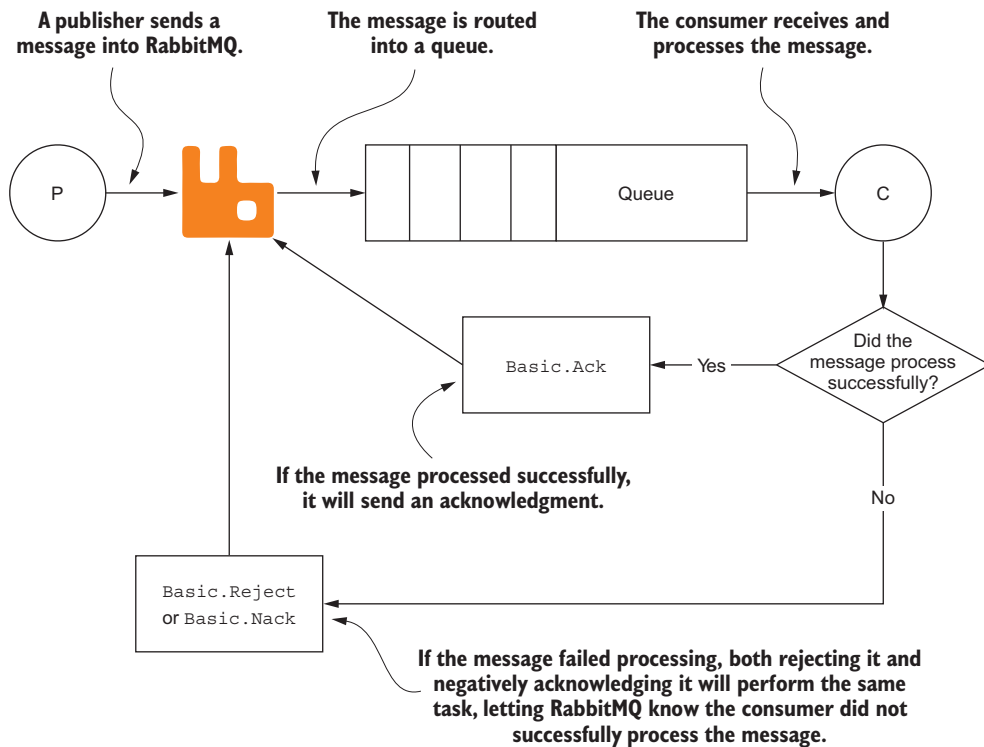 A publisher sends a
message into RabbitMQ.
The message is routed
into a queue.
The consumer receives and
processes the message.
P
Queue
C
Did the
message process
successfully?
Yes
Basic.Ack
If the message processed successfully,
it will send an acknowledgment.
No
Basic.Reject
or Basic.Nack
If the message failed processing, both rejecting it and
negatively acknowledging it will perform the same
task, letting RabbitMQ know the consumer did not
successfully process the message.